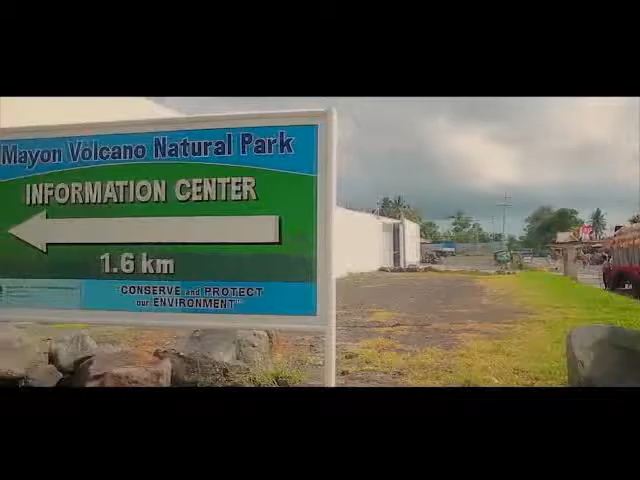 Mayon Volcano Natural Park
INFORMATION CENTER
1.6 km
"CONSERVE and PROTECT
our ENVIRONMENT"